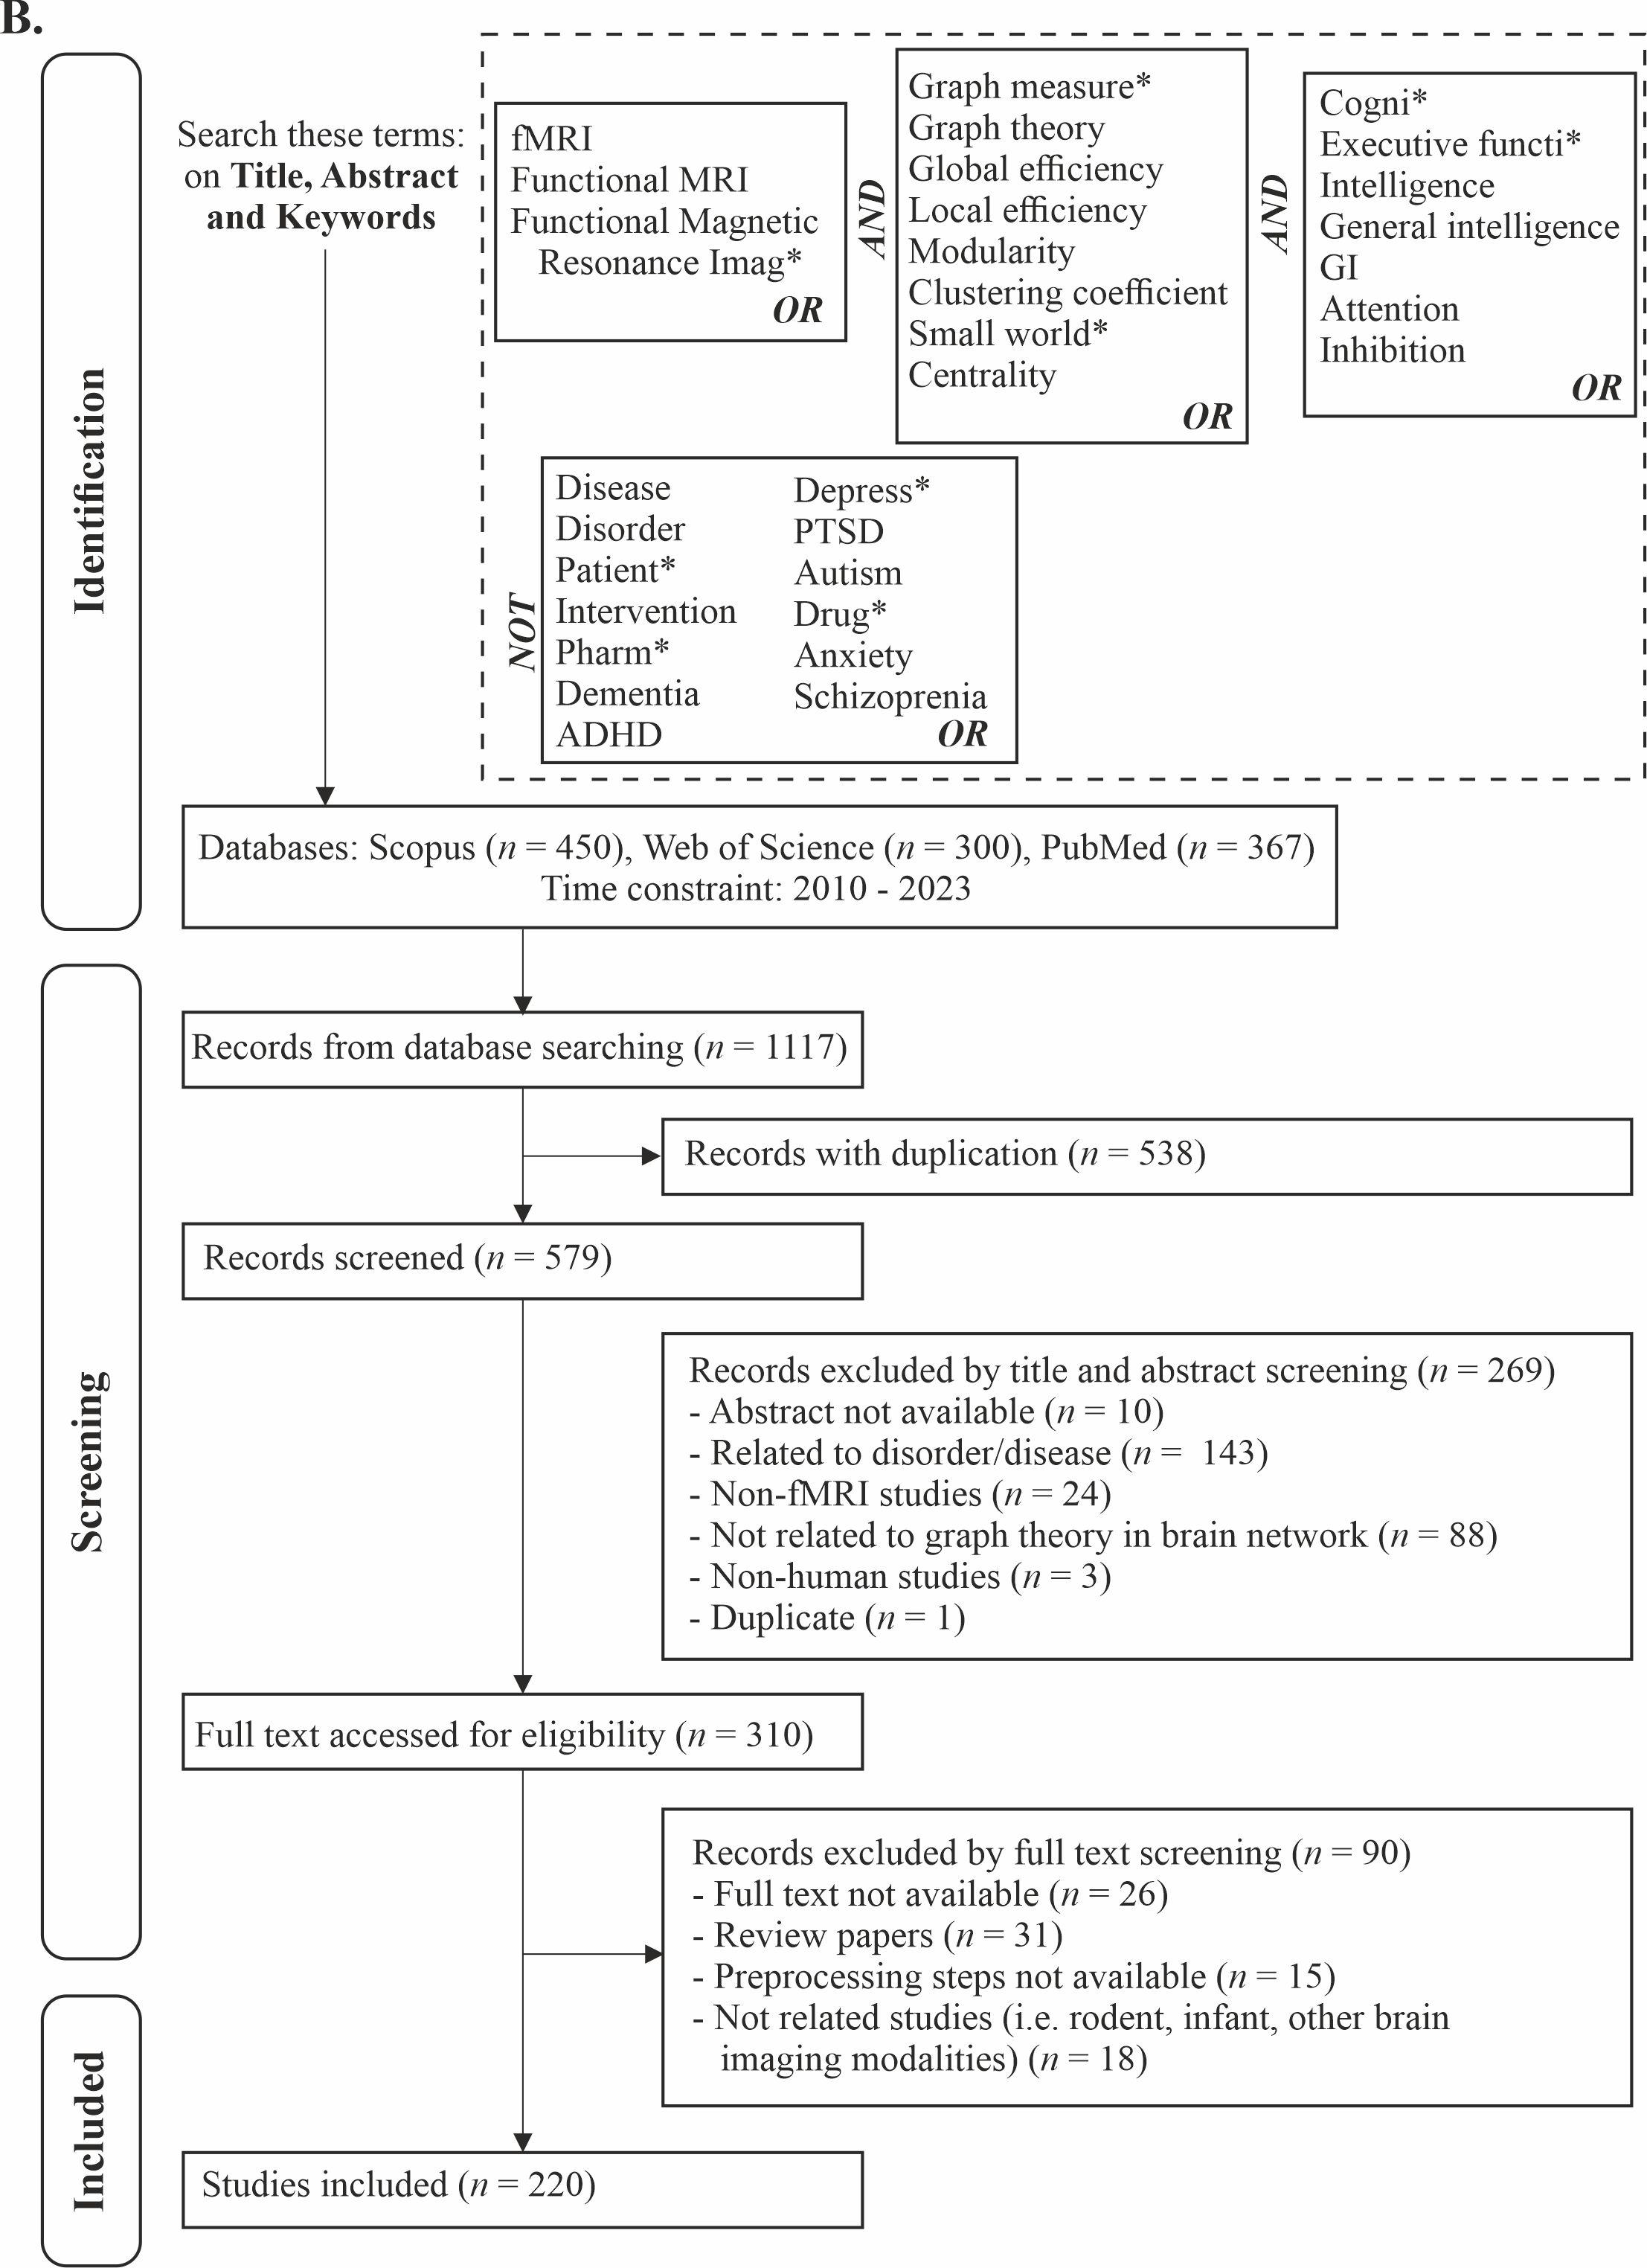 B.
Identification
Search these terms:
on Title, Abstract
and Keywords
fMRI
Functional MRI
Functional Magnetic
Resonance Imag*
OR
AND
Graph measure*
Graph theory
Global efficiency
Local efficiency
Modularity
Clustering coefficient
Small world*
Centrality
OR
AND
Cogni*
Executive functi*
Intelligence
General intelligence
GI
Attention
Inhibition
OR
NOT
Disease
Disorder
Patient*
Intervention
Pharm*
Dementia
ADHD
Depress*
PTSD
Autism
Drug*
Anxiety
Schizoprenia
OR
Databases: Scopus (n = 450), Web of Science (n = 300), PubMed (n = 367)
Time constraint: 2010 - 2023
Screening
Records from database searching (n = 1117)
Records with duplication (n = 538)
Records screened (n = 579)
Records excluded by title and abstract screening (n = 269)
- Abstract not available (n = 10)
- Related to disorder/disease (n = 143)
- Non-fMRI studies (n = 24)
- Not related to graph theory in brain network (n = 88)
- Non-human studies (n = 3)
- Duplicate (n = 1)
Full text accessed for eligibility (n = 310)
Records excluded by full text screening (n = 90)
- Full text not available (n = 26)
- Review papers (n = 31)
- Preprocessing steps not available (n = 15)
- Not related studies (i.e. rodent, infant, other brain
imaging modalities) (n = 18)
Included
Studies included (n = 220)